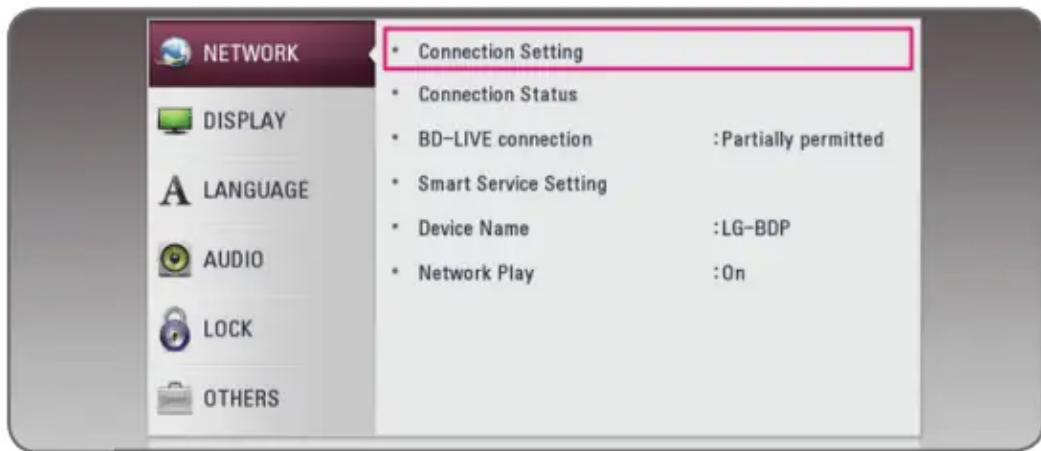 NETWORK
DISPLAY
A LANGUAGE
AUDIO
LOCK
OTHERS
• Connection Setting
• Connection Status
• BD-LIVE connection :Partially permitted
• Smart Service Setting
• Device Name :LG-BDP
• Network Play :On